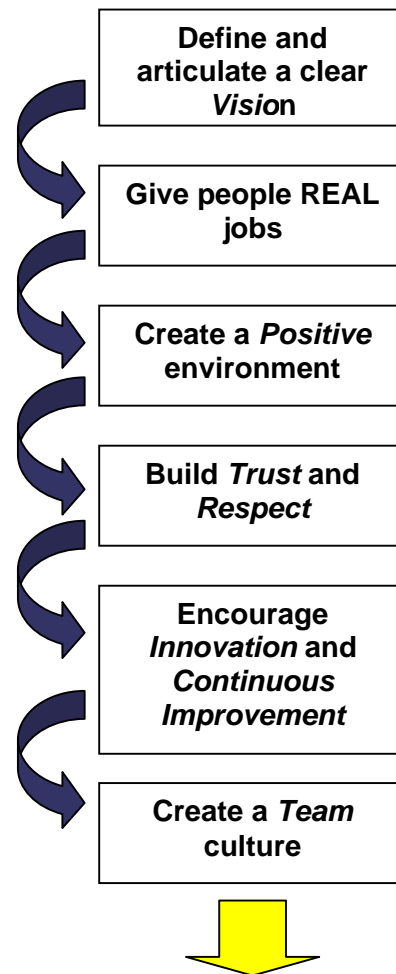 Define and
articulate a clear
Vision
Give people REAL
jobs
Create a Positive
environment
Build Trust and
Respect
Encourage
Innovation and
Continuous
Improvement
Create a Team
culture